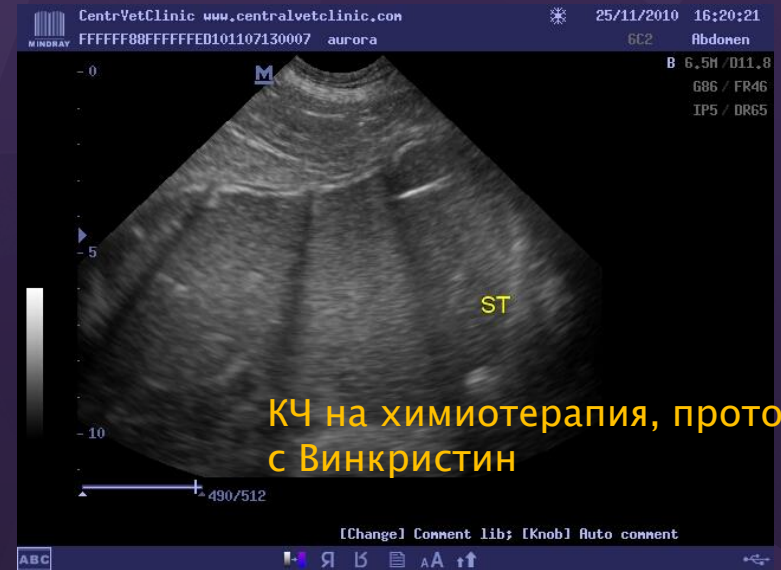 CentrVetClinic www.centralvetclinic.com 25/11/2010 16:20:21
MINDRAY FFFFFF88FFFFFFED101107130007 aurora 6C2 Abdomen
B 6.5M/D11.8
G86 / FR46
IP5 / DR65
0
M
5
ST
КЧ на химиотерапия, прото
10
с Винкристин
490/512
[Change] Comment lib; [Knob] Auto comment
ABC Я R AA